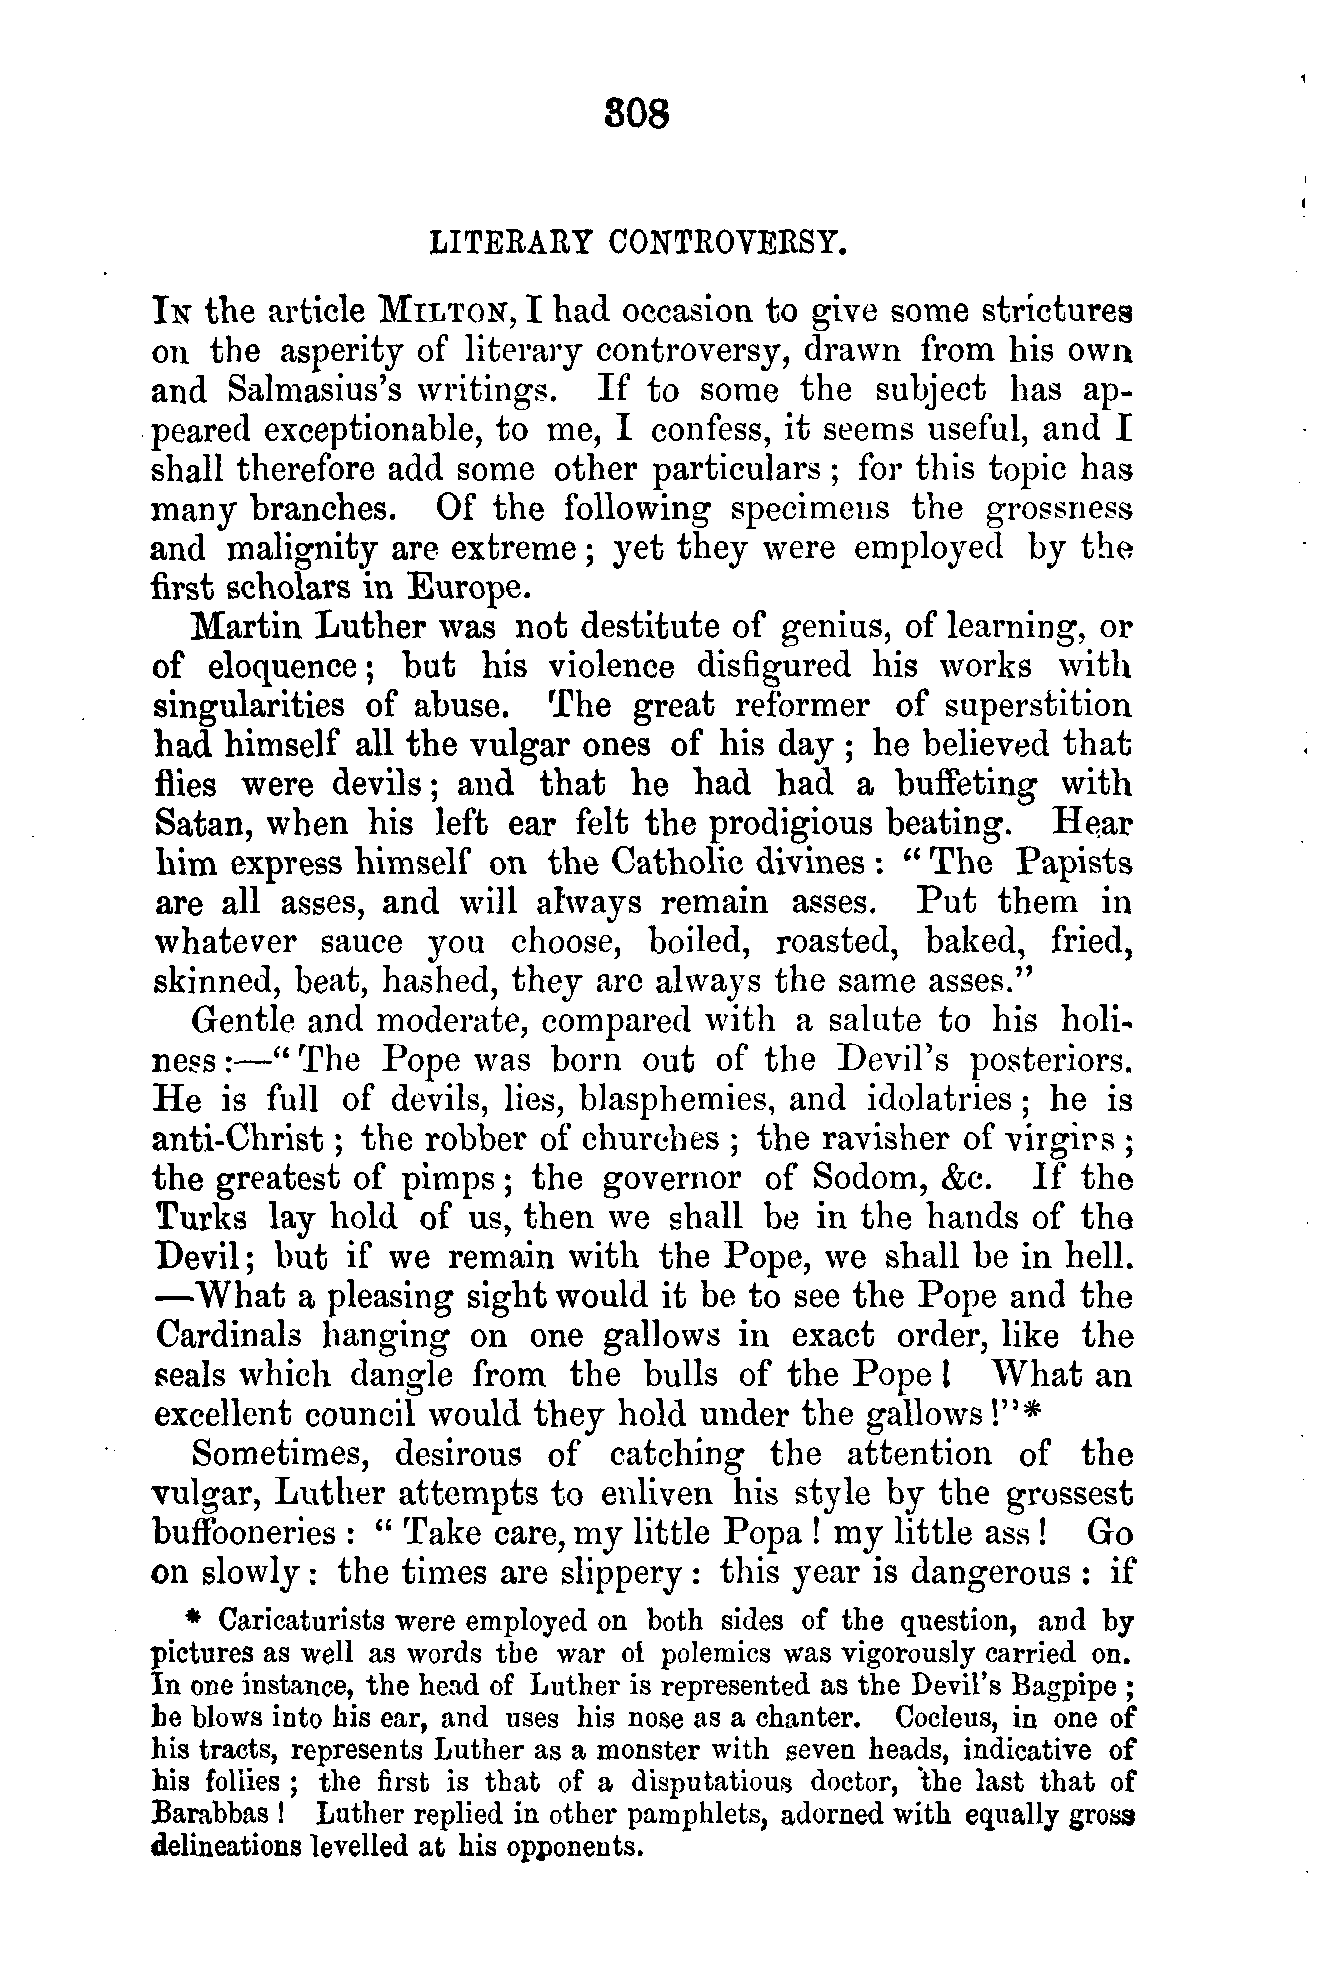 308
LITERARY CONTROVERSY.
IN the article MILTON, I had occasion to give some strictures
on the asperity of literary controversy, drawn from his own
and Salmasius's writings. If to some the subject has ap-
peared exceptionable, to me, I confess, it seems useful, and I
shall therefore add some other particulars; for this topic has
many branches. Of the following specimens the grossness
and malignity are extreme; yet they were employed by the
first scholars in Europe.
Martin Luther was not destitute of genius, of learning, or
of eloquence; but his violence disfigured his works with
singularities of abuse. The great reformer of superstition
had himself all the vulgar ones of his day; he believed that
flies were devils; and that he had had a buffeting with
Satan, when his left ear felt the prodigious beating. Hear
him express himself on the Catholic divines: "The Papists
are all asses, and will always remain asses. Put them in
whatever sauce you choose, boiled, roasted, baked, fried,
skinned, beat, hashed, they are always the same asses."
Gentle and moderate, compared with a salute to his holi-
ness:—"The Pope was born out of the Devil's posteriors.
He is full of devils, lies, blasphemies, and idolatries; he is
anti-Christ; the robber of churches; the ravisher of virgins;
the greatest of pimps; the governor of Sodom, &c. If the
Turks lay hold of us, then we shall be in the hands of the
Devil; but if we remain with the Pope, we shall be in hell.
—What a pleasing sight would it be to see the Pope and the
Cardinals hanging on one gallows in exact order, like the
seals which dangle from the bulls of the Pope! What an
excellent council would they hold under the gallows!"*
Sometimes, desirous of catching the attention of the
vulgar, Luther attempts to enliven his style by the grossest
buffooneries: "Take care, my little Popa! my little ass! Go
on slowly: the times are slippery: this year is dangerous: if
* Caricaturists were employed on both sides of the question, and by
pictures as well as words the war of polemics was vigorously carried on.
In one instance, the head of Luther is represented as the Devil's Bagpipe;
he blows into his ear, and uses his nose as a chanter. Cocleus, in one of
his tracts, represents Luther as a monster with seven heads, indicative of
his follies; the first is that of a disputatious doctor, the last that of
Barabbas! Luther replied in other pamphlets, adorned with equally gross
delineations levelled at his opponents.